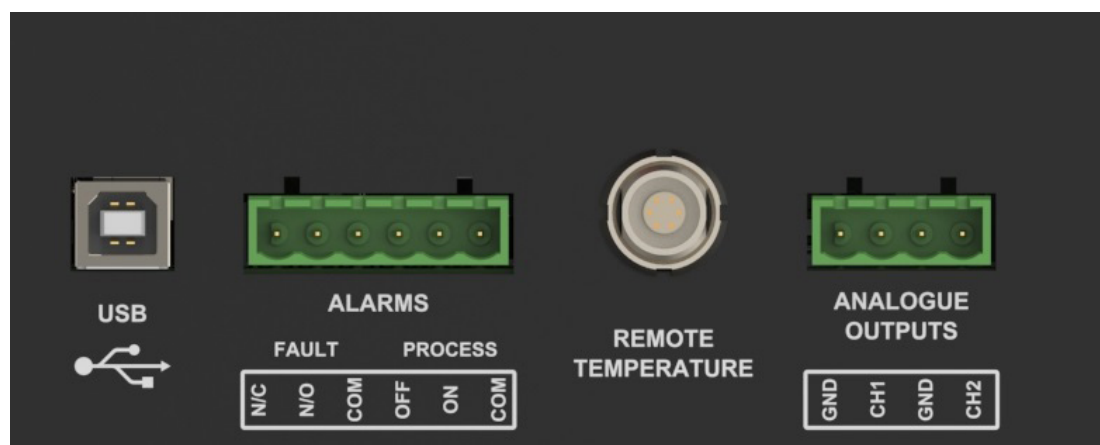 USB
ALARMS
FAULT PROCESS
N/C N/O COM OFF ON COM
REMOTE
TEMPERATURE
ANALOGUE
OUTPUTS
GND CH1 GND CH2